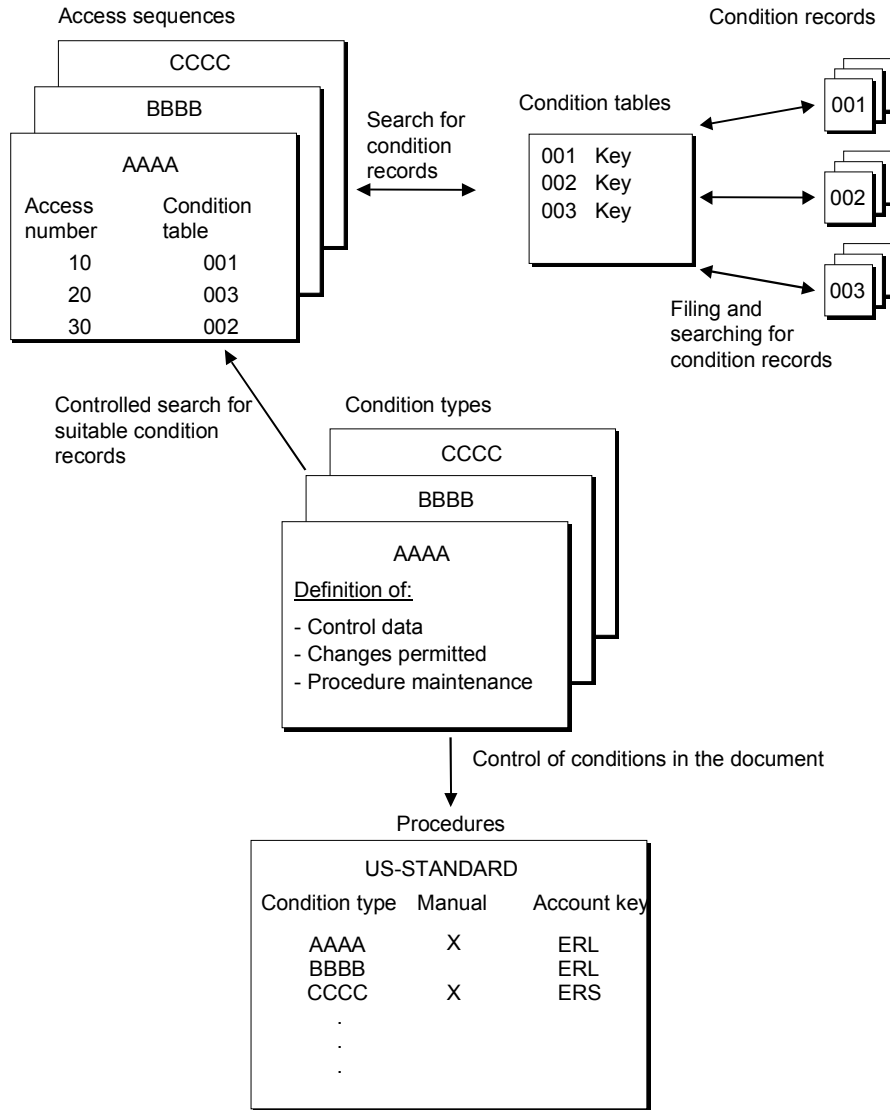 Access sequences
CCCC
BBBB
AAAA
Access number
Condition table
10 001
20 003
30 002
Search for
condition
records
Condition tables
001 Key
002 Key
003 Key
Condition records
001
002
003
Filing and
searching for
condition records
Controlled search for
suitable condition
records
Condition types
CCCC
BBBB
AAAA
Definition of:
- Control data
- Changes permitted
- Procedure maintenance
Control of conditions in the document
Procedures
US-STANDARD
Condition type Manual Account key
AAAA X ERL
BBBB ERL
CCCC X ERS
.
.
.